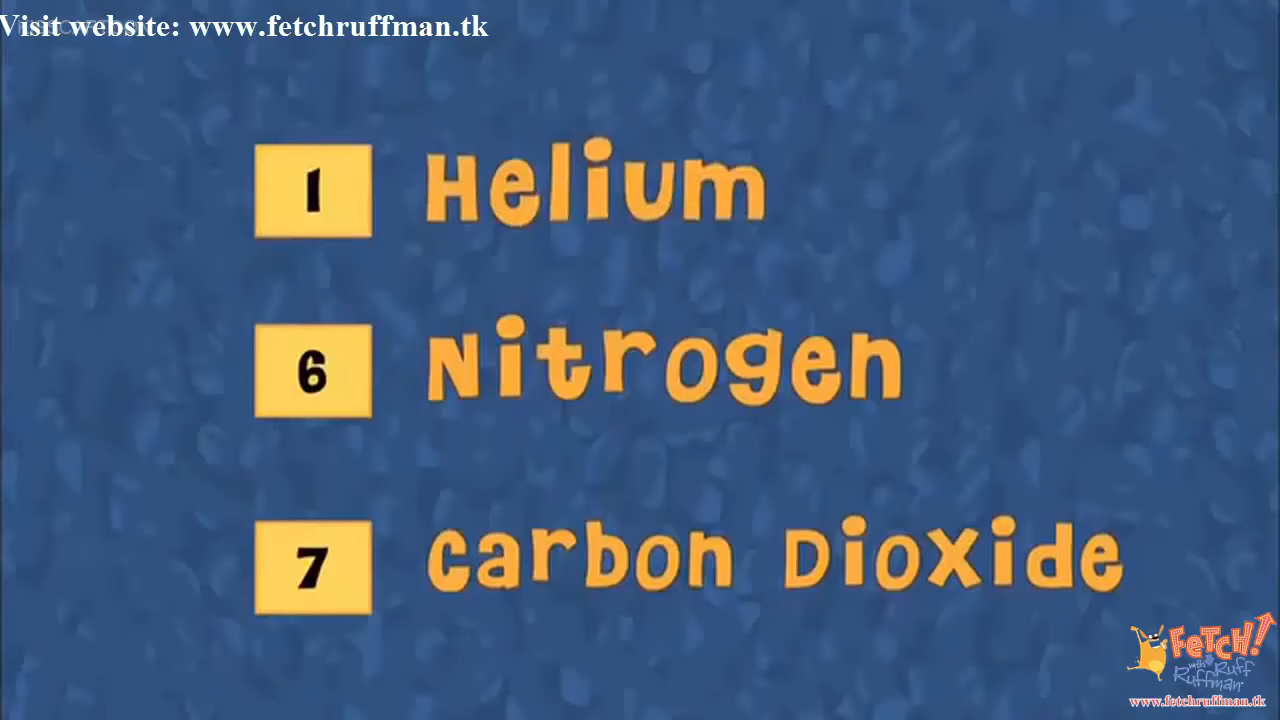 Visit website: www.fetchruffman.tk
1 Helium
6 Nitrogen
7 Carbon Dioxide
FETCH!
with Ruff
Ruffman
www.fetchruffman.tk